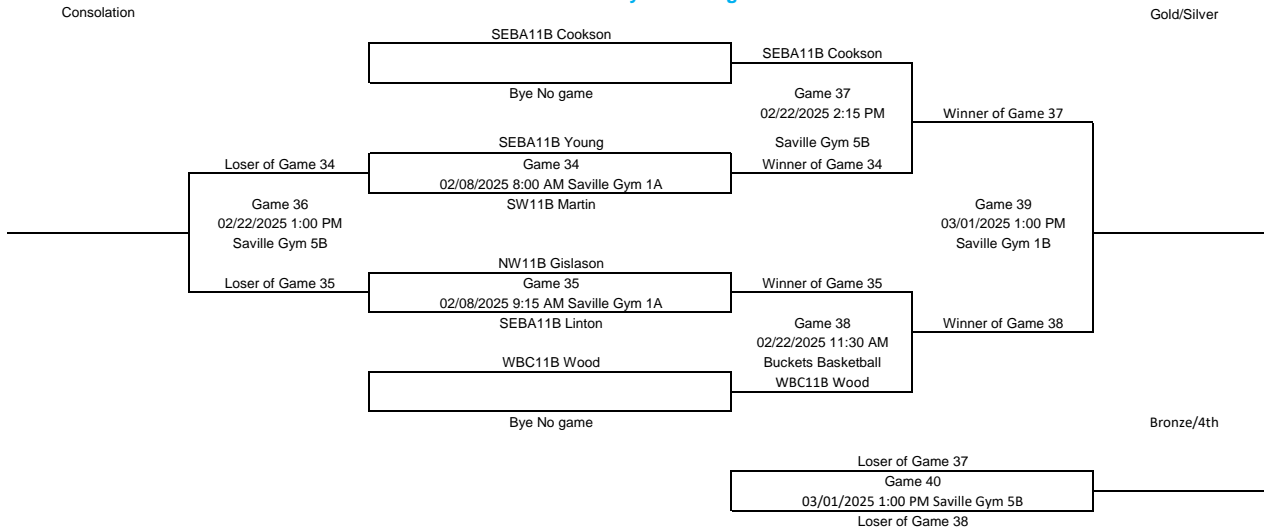 Consolation
Gold/Silver
SEBA11B Cookson
SEBA11B Cookson
Bye No game
Game 37
02/22/2025 2:15 PM
Winner of Game 37
SEBA11B Young
Saville Gym 5B
Loser of Game 34
Game 34
Winner of Game 34
02/08/2025 8:00 AM Saville Gym 1A
Game 36
SW11B Martin
Game 39
02/22/2025 1:00 PM
03/01/2025 1:00 PM
Saville Gym 5B
Saville Gym 1B
NW11B Gislason
Loser of Game 35
Game 35
Winner of Game 35
02/08/2025 9:15 AM Saville Gym 1A
SEBA11B Linton
Game 38
Winner of Game 38
02/22/2025 11:30 AM
WBC11B Wood
Buckets Basketball
WBC11B Wood
Bye No game
Bronze/4th
Loser of Game 37
Game 40
03/01/2025 1:00 PM Saville Gym 5B
Loser of Game 38